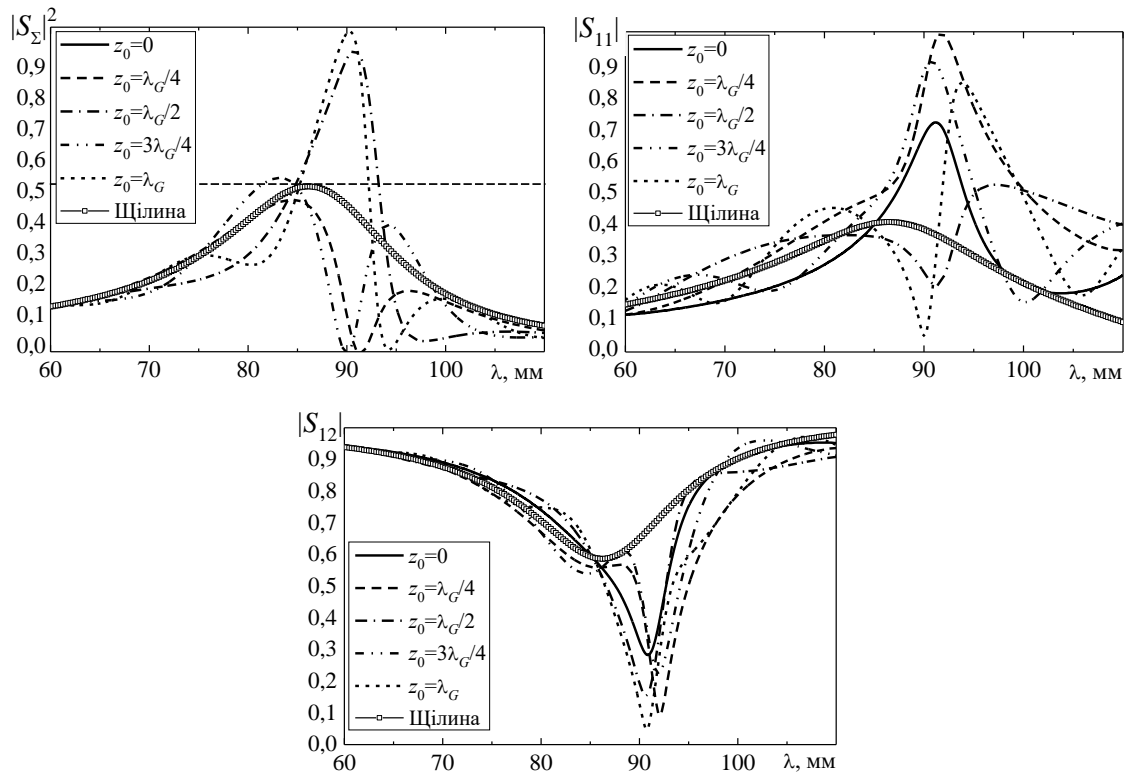 |S_Σ|²
0,9
0,8
0,7
0,6
0,5
0,4
0,3
0,2
0,1
0,0
z₀=0
z₀=λ_G/4
z₀=λ_G/2
z₀=3λ_G/4
z₀=λ_G
Щілина
60 70 80 90 100 λ, мм
|S₁₁|
0,9
0,8
0,7
0,6
0,5
0,4
0,3
0,2
0,1
0,0
z₀=0
z₀=λ_G/4
z₀=λ_G/2
z₀=3λ_G/4
z₀=λ_G
Щілина
60 70 80 90 100 λ, мм
|S₁₂|
0,9
0,8
0,7
0,6
0,5
0,4
0,3
0,2
0,1
0,0
z₀=0
z₀=λ_G/4
z₀=λ_G/2
z₀=3λ_G/4
z₀=λ_G
Щілина
60 70 80 90 100 λ, мм